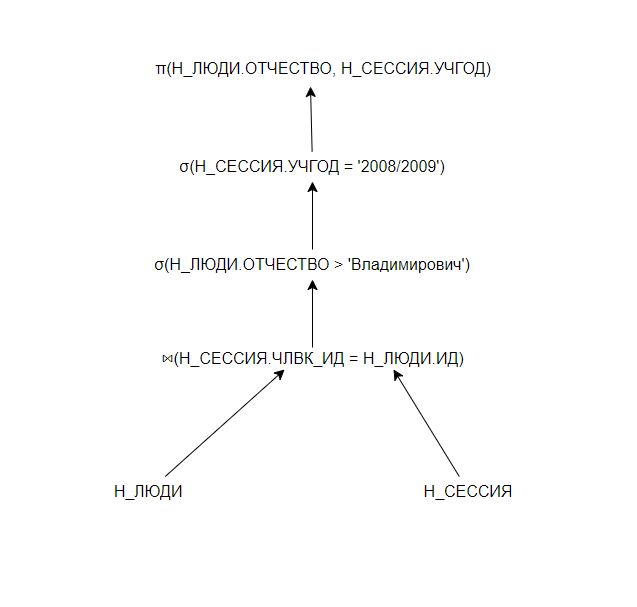 π(Н_ЛЮДИ.ОТЧЕСТВО, Н_СЕССИЯ.УЧГОД)
σ(Н_СЕССИЯ.УЧГОД = '2008/2009')
σ(Н_ЛЮДИ.ОТЧЕСТВО > 'Владимирович')
⋈(Н_СЕССИЯ.ЧЛВК_ИД = Н_ЛЮДИ.ИД)
Н_ЛЮДИ
Н_СЕССИЯ